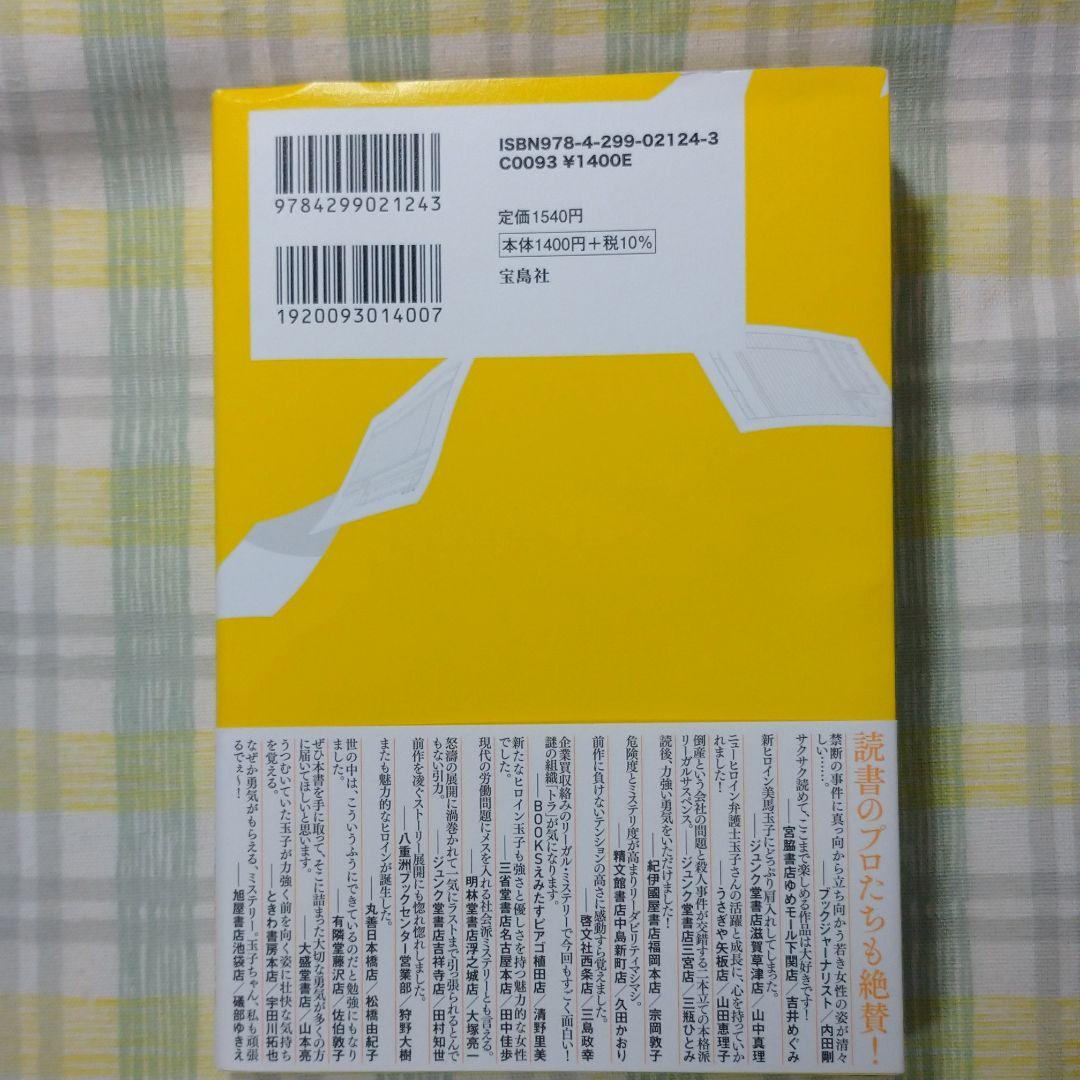 ISBN978-4-299-02124-3
C0093 ¥1400E
9784299021243
定価1540円
本体1400円+税10%
宝島社
1920093014007
読書のプロたちも絶賛!
禁断の事件に真っ向から立ち向かう若き女性の姿が清々
しい……。
──ブックジャーナリスト/内田剛
サクサク読めて、ここまで楽しめる作品は大好きです!
──宮脇書店ゆめモール下関店/吉井めぐみ
新ヒロイン美馬玉子にどっぷり肩入れしてしまった。
──ジュンク堂書店滋賀草津店/山中真理
ニューヒロイン弁護士玉子さんの活躍と成長に、心を持っていか
れました!
──うさぎや矢板店/山田恵理子
倒産という会社の問題と殺人事件が交錯する二本立ての本格派
リーガルサスペンス。
──ジュンク堂書店三宮店/三瓶ひとみ
読後、力強い勇気をいただけました!
──紀伊國屋書店福岡本店/宗岡敦子
危険度とミステリ度が高まりリーダビリティマシマシ。
精文館書店中島新町店/久田かおり
前作に負けないテンションの高さに感動すら覚えました。
──啓文社西条店/三島政幸
企業買収絡みのリーガル・ミステリーで今回もすごく面白い!
謎の組織「トラ」が気になります。
──BOOKSえみたすピアゴ植田店/清野里美
新たなヒロイン玉子も強さと優しさを持つ魅力的な女性
でした。
──三省堂書店名古屋本店/田中佳歩
現代の労働問題にメスを入れる社会派ミステリーとも言える。
──明林堂書店浮之城店/大塚亮一
怒濤の展開に渦巻かれて一気にラストまで引っ張られるとんで
もない引力。
──ジュンク堂書店吉祥寺店/田村知世
前作を凌ぐストーリー展開にも惚れ惚れしました。
──八重洲ブックセンター営業部 狩野大樹
またも魅力的なヒロインが誕生した。
──丸善日本橋店/松橋由紀子
世の中は、こういうふうにできているのだと勉強にもなり
ました。
──有隣堂藤沢店/佐伯敦子
ぜひ本書を手に取って、そこに詰まった大切な勇気が多くの方
に届いてほしいと思います。
──大盛堂書店/山本亮
うつむいていた玉子が力強く前を向く姿に壮快な気持ち
を覚える。
──ときわ書房本店/宇田川拓也
なぜか勇気がもらえる、ミステリー。玉子ちゃん、私も頑張
るでぇ〜!
──旭屋書店池袋店/礒部ゆきえ